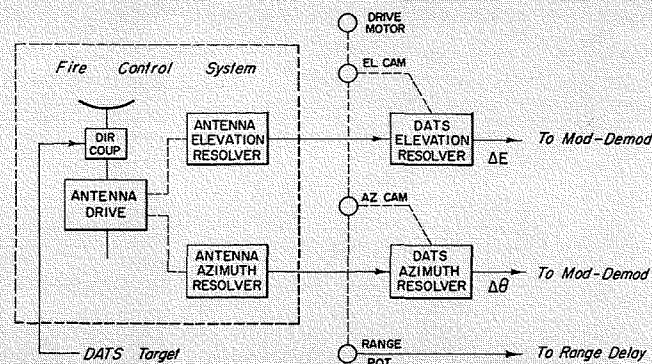 DRIVE
MOTOR
Fire Control System
EL CAM
DIR
COUP
ANTENNA
ELEVATION
RESOLVER
DATS
ELEVATION
RESOLVER
To Mod-Demod
ΔE
ANTENNA
DRIVE
AZ CAM
ANTENNA
AZIMUTH
RESOLVER
DATS
AZIMUTH
RESOLVER
To Mod-Demod
Δθ
DATS Target
RANGE
POT
To Range Delay